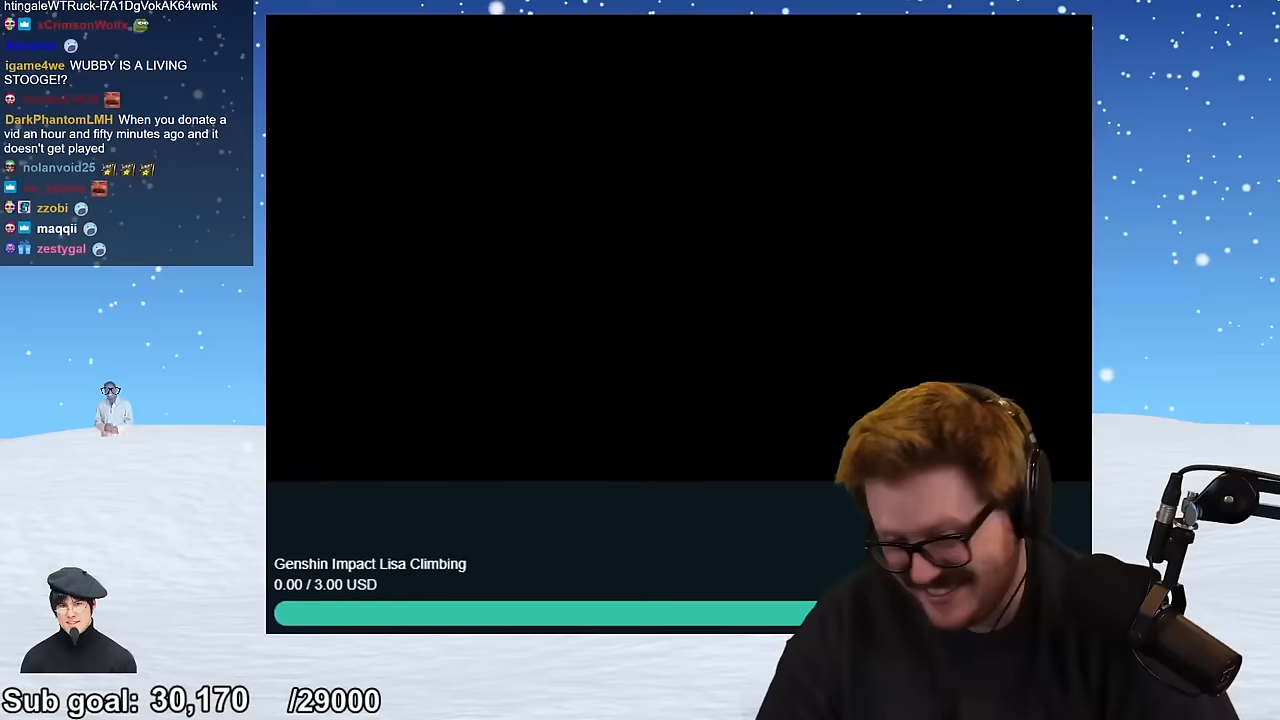 htingaleWTRuck-I7A1DgVokAK64wmk
xCrimsonWolfx
igame4we WUBBY IS A LIVING
STOOGE!?
DarkPhantomLMH When you donate a
vid an hour and fifty minutes ago and it
doesn't get played
nolanvoid25
zzobi
maqqii
zestygal
Genshin Impact Lisa Climbing
0.00 / 3.00 USD
Sub goal: 30,170 /29000